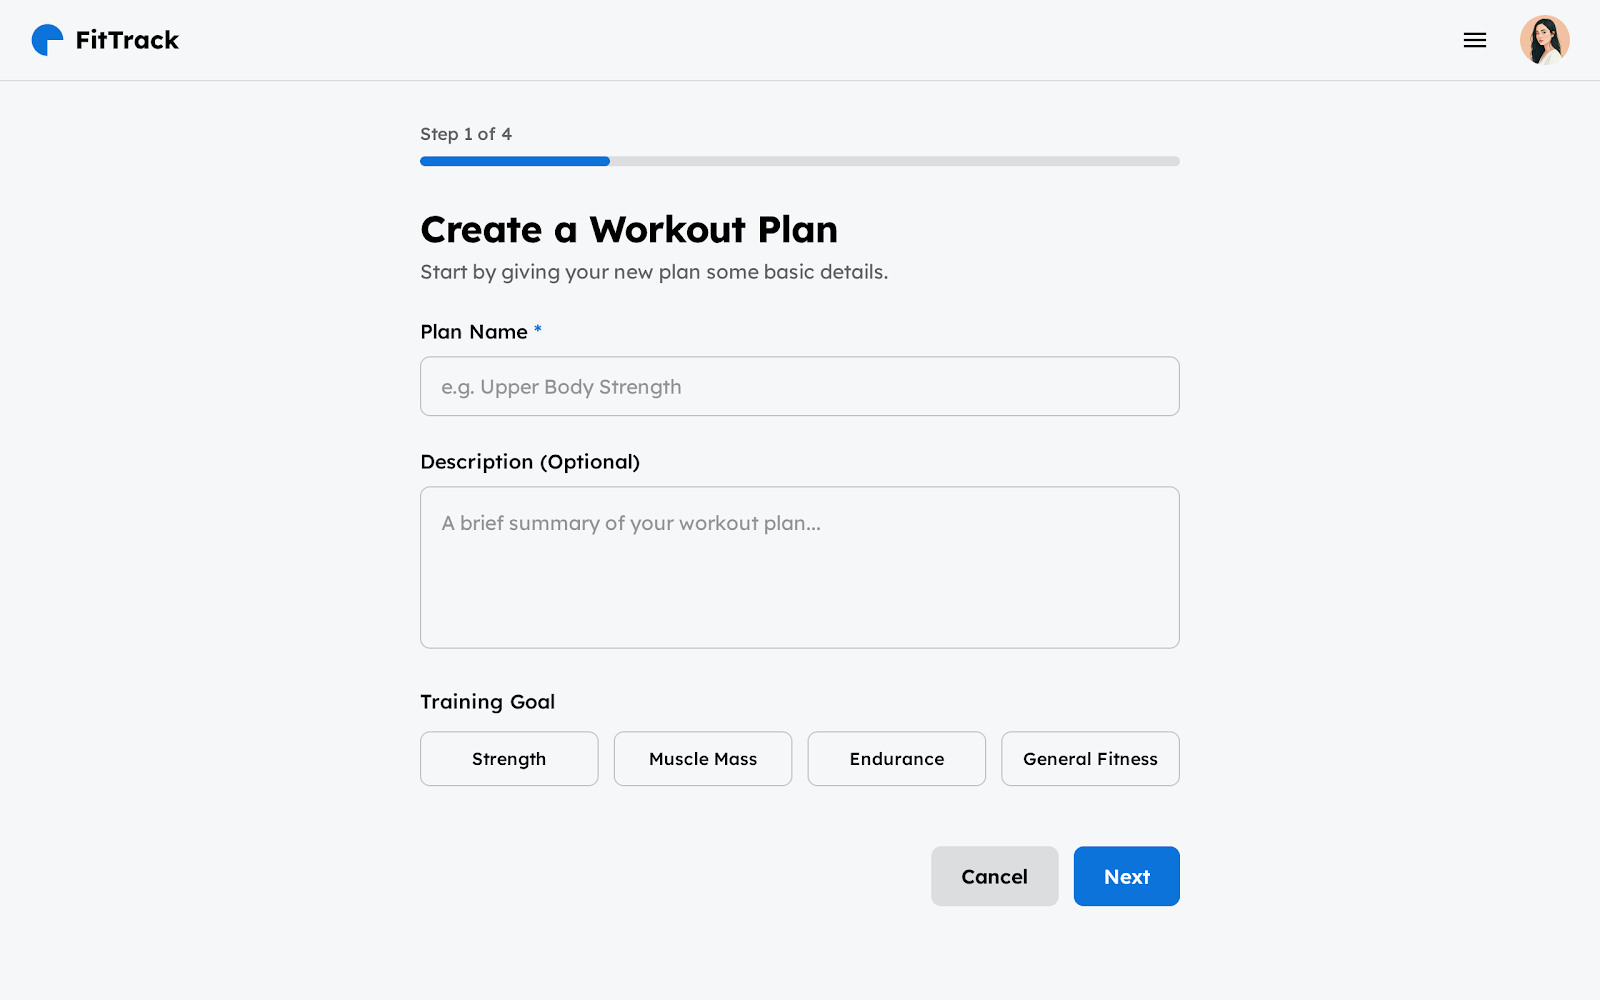 FitTrack
Step 1 of 4
Create a Workout Plan
Start by giving your new plan some basic details.
Plan Name *
e.g. Upper Body Strength
Description (Optional)
A brief summary of your workout plan...
Training Goal
Strength
Muscle Mass
Endurance
General Fitness
Cancel
Next